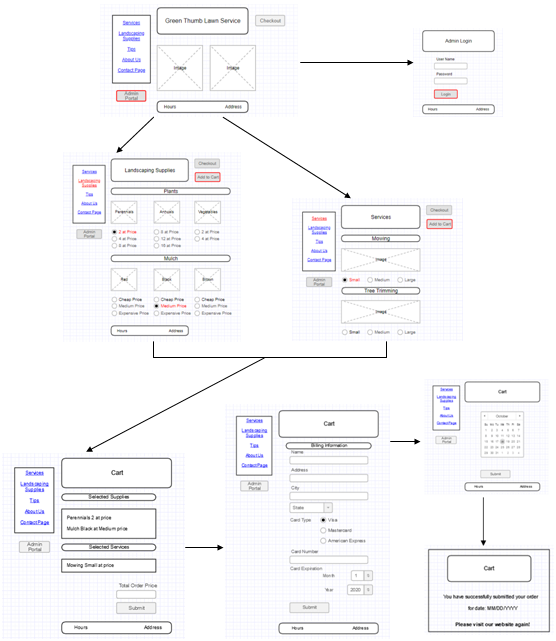 Green Thumb Lawn Service
Checkout
Services
Landscaping
Supplies
Tips
About Us
Contact Page
Image
Image
Admin
Portal
Hours
Address
Admin Login
User Name
Password
Login
Hours
Address
Landscaping Supplies
Checkout
Add to Cart
Services
Landscaping
Supplies
Tips
About Us
Contact Page
Admin
Portal
Plants
Perennials
Annuals
Vegetables
2 at Price
8 at Price
2 at Price
4 at Price
12 at Price
4 at Price
8 at Price
16 at Price
Mulch
Red
Black
Brown
Cheap Price
Cheap Price
Cheap Price
Medium Price
Medium Price
Medium Price
Expensive Price
Expensive Price
Expensive Price
Hours
Address
Services
Checkout
Add to Cart
Services
Landscaping
Supplies
Tips
About Us
Contact Page
Admin
Portal
Mowing
Image
Small
Medium
Large
Tree Trimming
Image
Small
Medium
Large
Hours
Address
Cart
Services
Landscaping
Supplies
Tips
About Us
Contact Page
Admin
Portal
Selected Supplies
Perennials 2 at price
Mulch Black at Medium price
Selected Services
Mowing Small at price
Total Order Price
Submit
Hours
Address
Cart
Services
Landscaping
Supplies
Tips
About Us
Contact Page
Admin
Portal
Billing Information
Name
Address
City
State
Card Type
Visa
Mastercard
American Express
Card Number
Card Expiration
Month
1
Year
2020
Submit
Hours
Address
Cart
Services
Landscaping
Supplies
Tips
About Us
Contact Page
Admin
Portal
October
Submit
Hours
Address
Cart
You have successfully submitted your order
for date: MM/DD/YYYY
Please visit our website again!